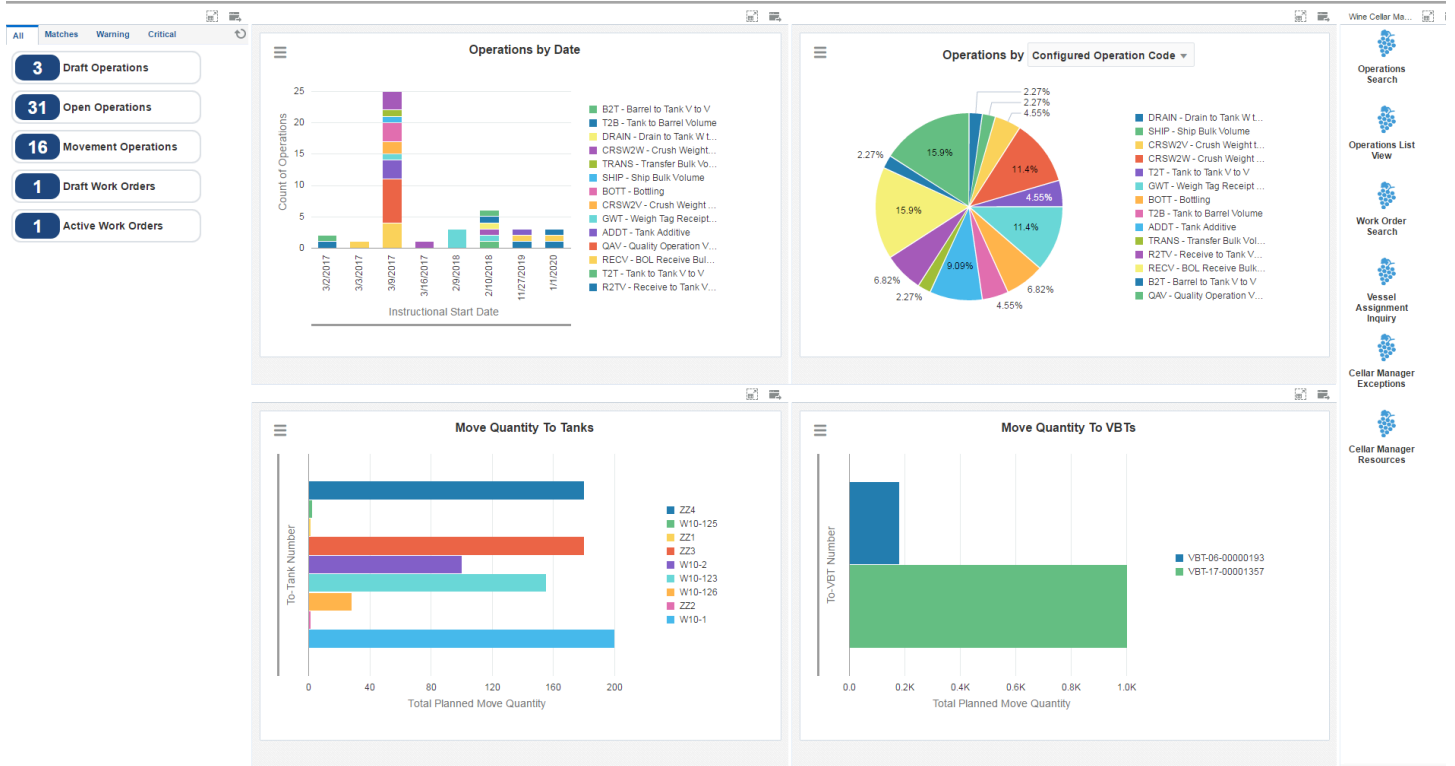 Wine Cellar Ma...
All Matches Warning Critical
3 Draft Operations
31 Open Operations
16 Movement Operations
1 Draft Work Orders
1 Active Work Orders
Operations by Date
Count of Operations
25
20
15
10
5
0
3/2/2017
3/3/2017
3/9/2017
3/16/2017
2/9/2018
2/10/2018
11/27/2019
1/1/2020
Instructional Start Date
B2T - Barrel to Tank V to V
T2B - Tank to Barrel Volume
DRAIN - Drain to Tank W t...
CRSW2W - Crush Weight...
TRANS - Transfer Bulk Vo...
SHIP - Ship Bulk Volume
BOTT - Bottling
CRSW2V - Crush Weight ...
GWT - Weigh Tag Receipt...
ADDT - Tank Additive
QAV - Quality Operation V...
RECV - BOL Receive Bul...
T2T - Tank to Tank V to V
R2TV - Receive to Tank V...
Operations by Configured Operation Code
2.27%
2.27%
4.55%
11.4%
4.55%
11.4%
6.82%
4.55%
9.09%
2.27%
6.82%
15.9%
2.27%
15.9%
DRAIN - Drain to Tank W t...
SHIP - Ship Bulk Volume
CRSW2V - Crush Weight t...
CRSW2W - Crush Weight...
T2T - Tank to Tank V to V
GWT - Weigh Tag Receipt ...
BOTT - Bottling
T2B - Tank to Barrel Volume
ADDT - Tank Additive
TRANS - Transfer Bulk Vol...
R2TV - Receive to Tank V...
RECV - BOL Receive Bulk...
B2T - Barrel to Tank V to V
QAV - Quality Operation V...
Operations
Search
Operations List
View
Work Order
Search
Vessel
Assignment
Inquiry
Cellar Manager
Exceptions
Cellar Manager
Resources
Move Quantity To Tanks
To-Tank Number
0 40 80 120 160 200
Total Planned Move Quantity
ZZ4
W10-125
ZZ1
ZZ3
W10-2
W10-123
W10-126
ZZ2
W10-1
Move Quantity To VBTs
To-VBT Number
0.0 0.2K 0.4K 0.6K 0.8K 1.0K
Total Planned Move Quantity
VBT-06-00000193
VBT-17-00001357